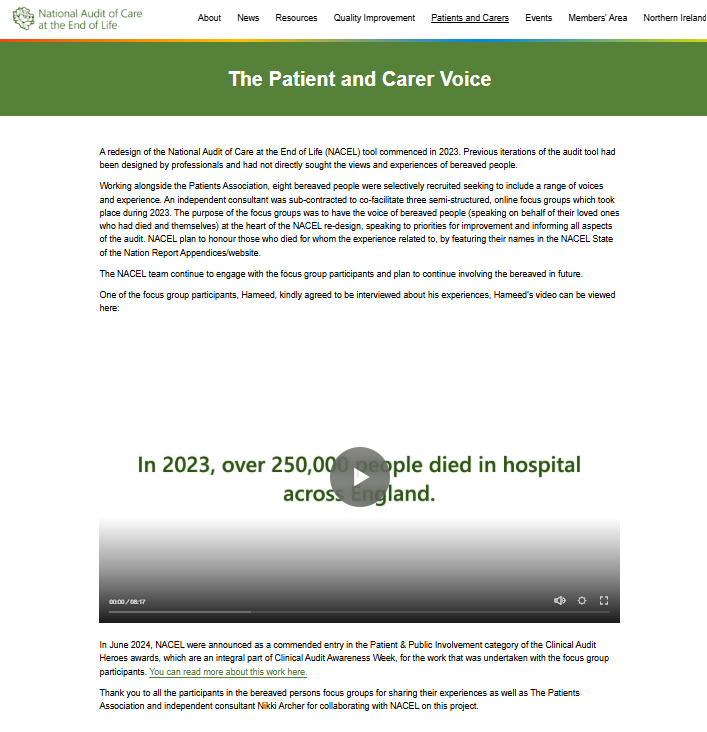 National Audit of Care
at the End of Life
About News Resources Quality Improvement Patients and Carers Events Members' Area Northern Ireland
The Patient and Carer Voice
A redesign of the National Audit of Care at the End of Life (NACEL) tool commenced in 2023. Previous iterations of the audit tool had
been designed by professionals and had not directly sought the views and experiences of bereaved people.
Working alongside the Patients Association, eight bereaved people were selectively recruited seeking to include a range of voices
and experience. An independent consultant was sub-contracted to co-facilitate three semi-structured, online focus groups which took
place during 2023. The purpose of the focus groups was to have the voice of bereaved people (speaking on behalf of their loved ones
who had died and themselves) at the heart of the NACEL re-design, speaking to priorities for improvement and informing all aspects
of the audit. NACEL plan to honour those who died for whom the experience related to, by featuring their names in the NACEL State
of the Nation Report Appendices/website.
The NACEL team continue to engage with the focus group participants and plan to continue involving the bereaved in future.
One of the focus group participants, Hameed, kindly agreed to be interviewed about his experiences, Hameed's video can be viewed
here:
In 2023, over 250,000 people died in hospital
across England.
00:00 / 08:17
In June 2024, NACEL were announced as a commended entry in the Patient & Public Involvement category of the Clinical Audit
Heroes awards, which are an integral part of Clinical Audit Awareness Week, for the work that was undertaken with the focus group
participants. You can read more about this work here.
Thank you to all the participants in the bereaved persons focus groups for sharing their experiences as well as The Patients
Association and independent consultant Nikki Archer for collaborating with NACEL on this project.